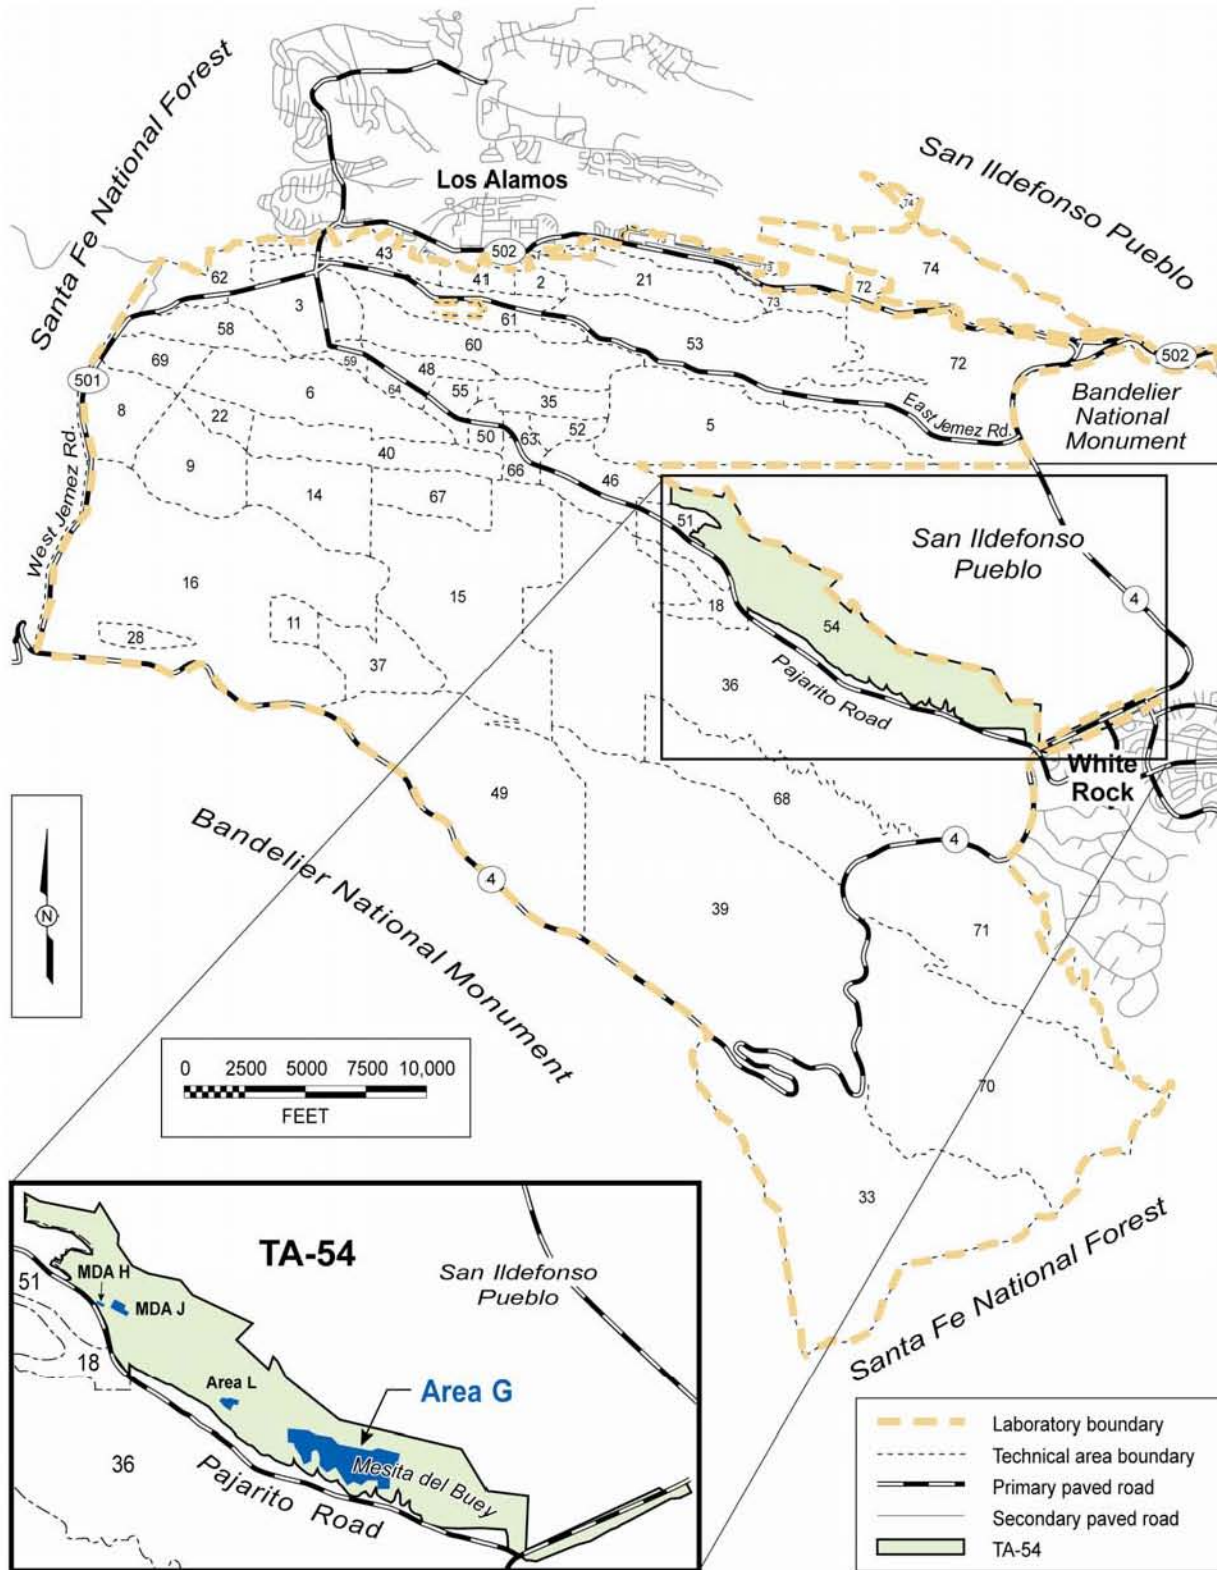 Santa Fe National Forest
Los Alamos
San Ildefonso Pueblo
74
74
43
502
62
41
2
21
73
72
73
3
61
58
53
60
72
502
69
59
48
501
64
55
35
Bandelier
National
Monument
8
6
22
East Jemez Rd.
5
50
63
52
40
66
9
46
14
67
West Jemez Rd.
51
San Ildefonso
Pueblo
16
15
18
4
11
54
28
37
36
Pajarito Road
White
Rock
49
68
Bandelier National Monument
4
4
39
71
N
0 2500 5000 7500 10,000
FEET
70
33
Santa Fe National Forest
TA-54
MDA H
51
MDA J
San Ildefonso
Pueblo
18
Area L
Area G
36
Mesita del Buey
Pajarito Road
Laboratory boundary
Technical area boundary
Primary paved road
Secondary paved road
TA-54